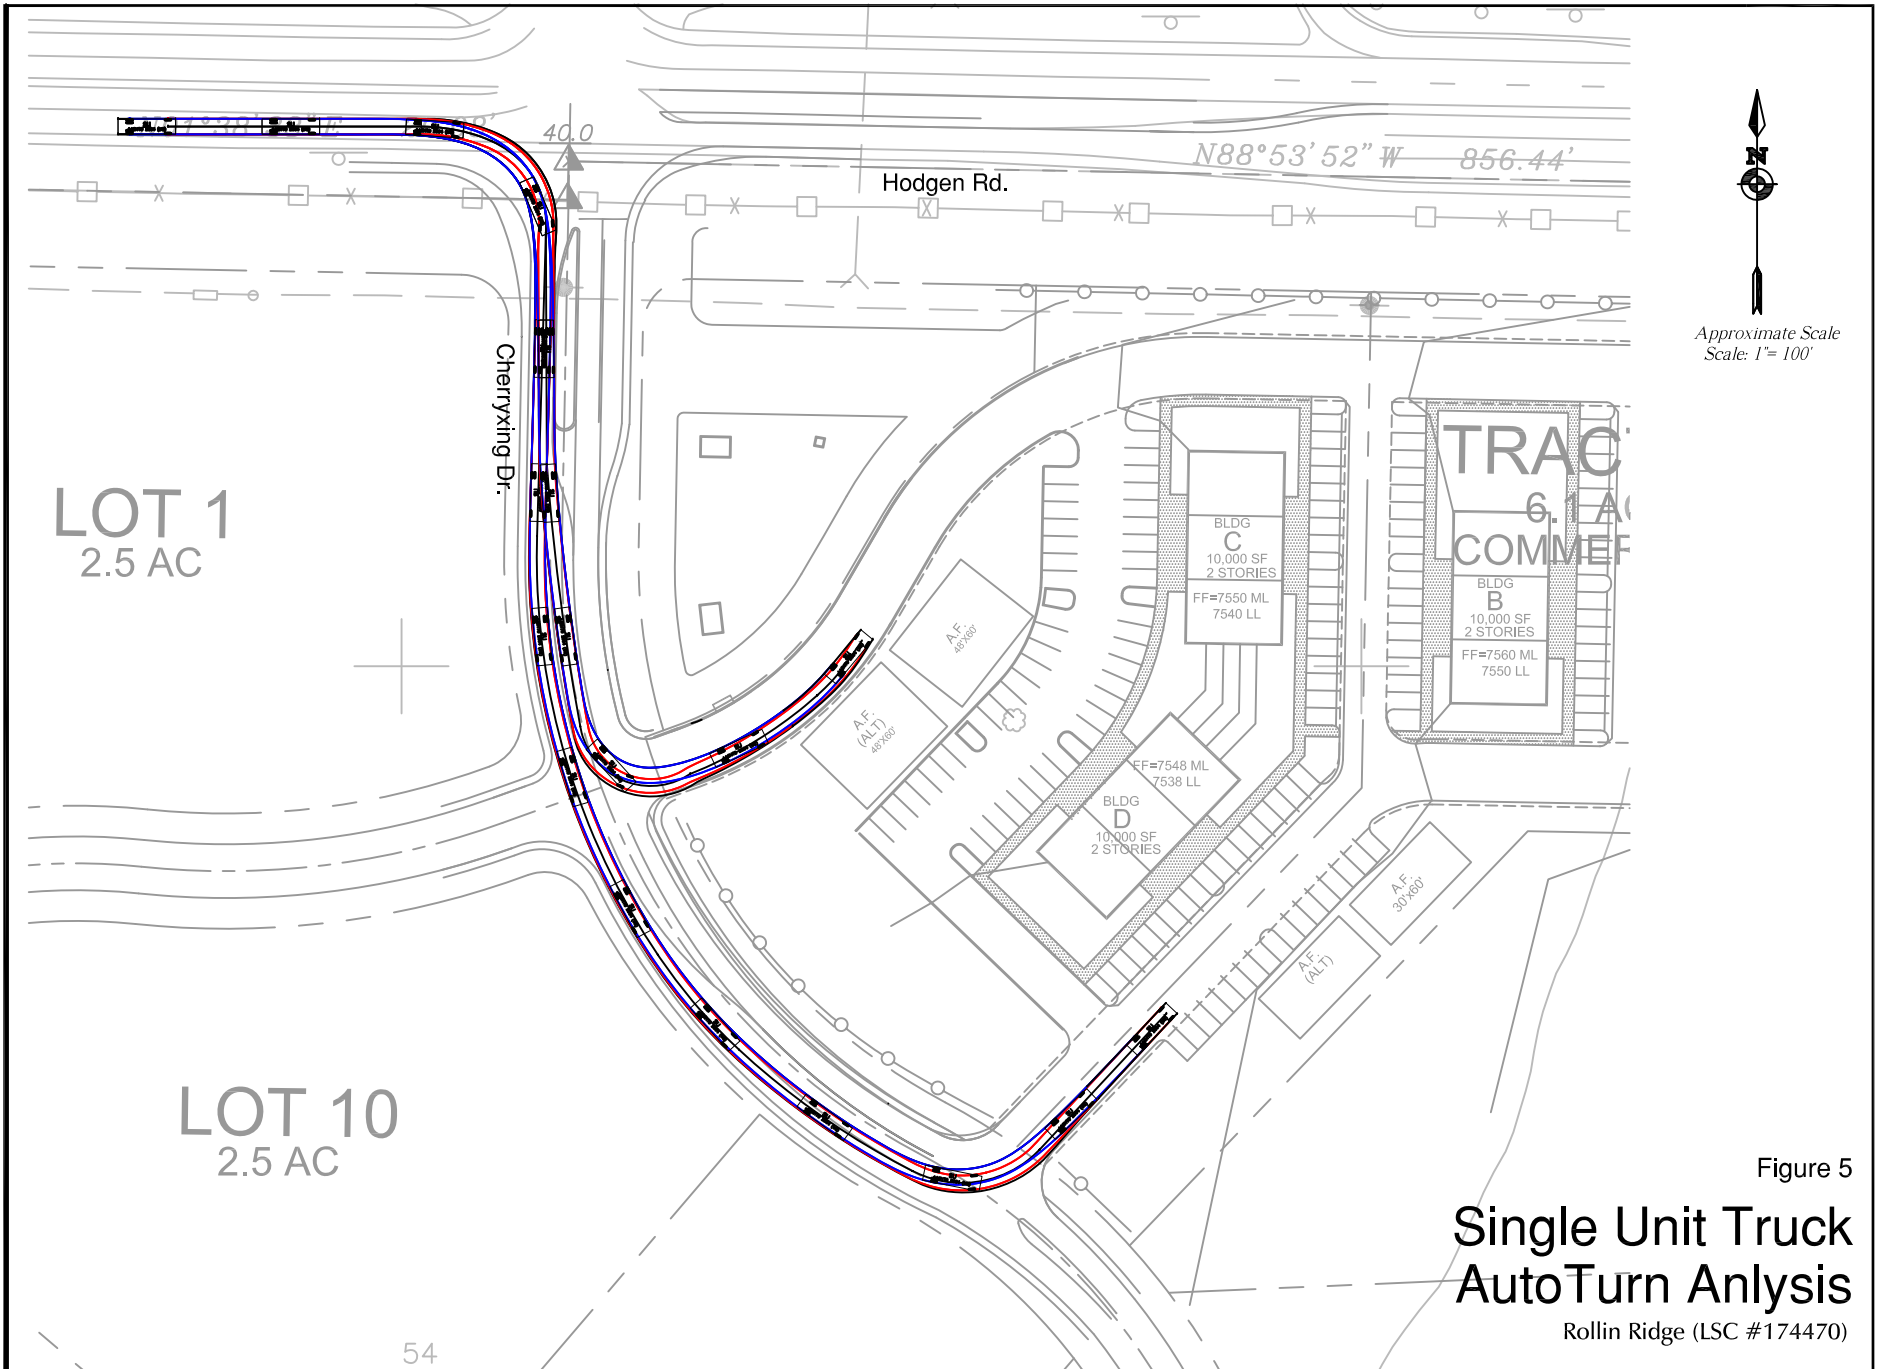 40.0
N88°53'52" W 856.44'
Hodgen Rd.
N
Approximate Scale
Scale: 1"= 100'
Cherryxing Dr.
LOT 1
2.5 AC
BLDG
C
10,000 SF
2 STORIES
FF=7550 ML
7540 LL
6.1
BLDG
B
10,000 SF
2 STORIES
FF=7560 ML
7550 LL
A.F.
48'X60'
A.F.
(ALT)
48'X60'
FF=7548 ML
7538 LL
BLDG
D
10,000 SF
2 STORIES
A.F.
30'x60'
A.F.
(ALT)
LOT 10
2.5 AC
54
Figure 5
Single Unit Truck
AutoTurn Anlysis
Rollin Ridge (LSC #174470)